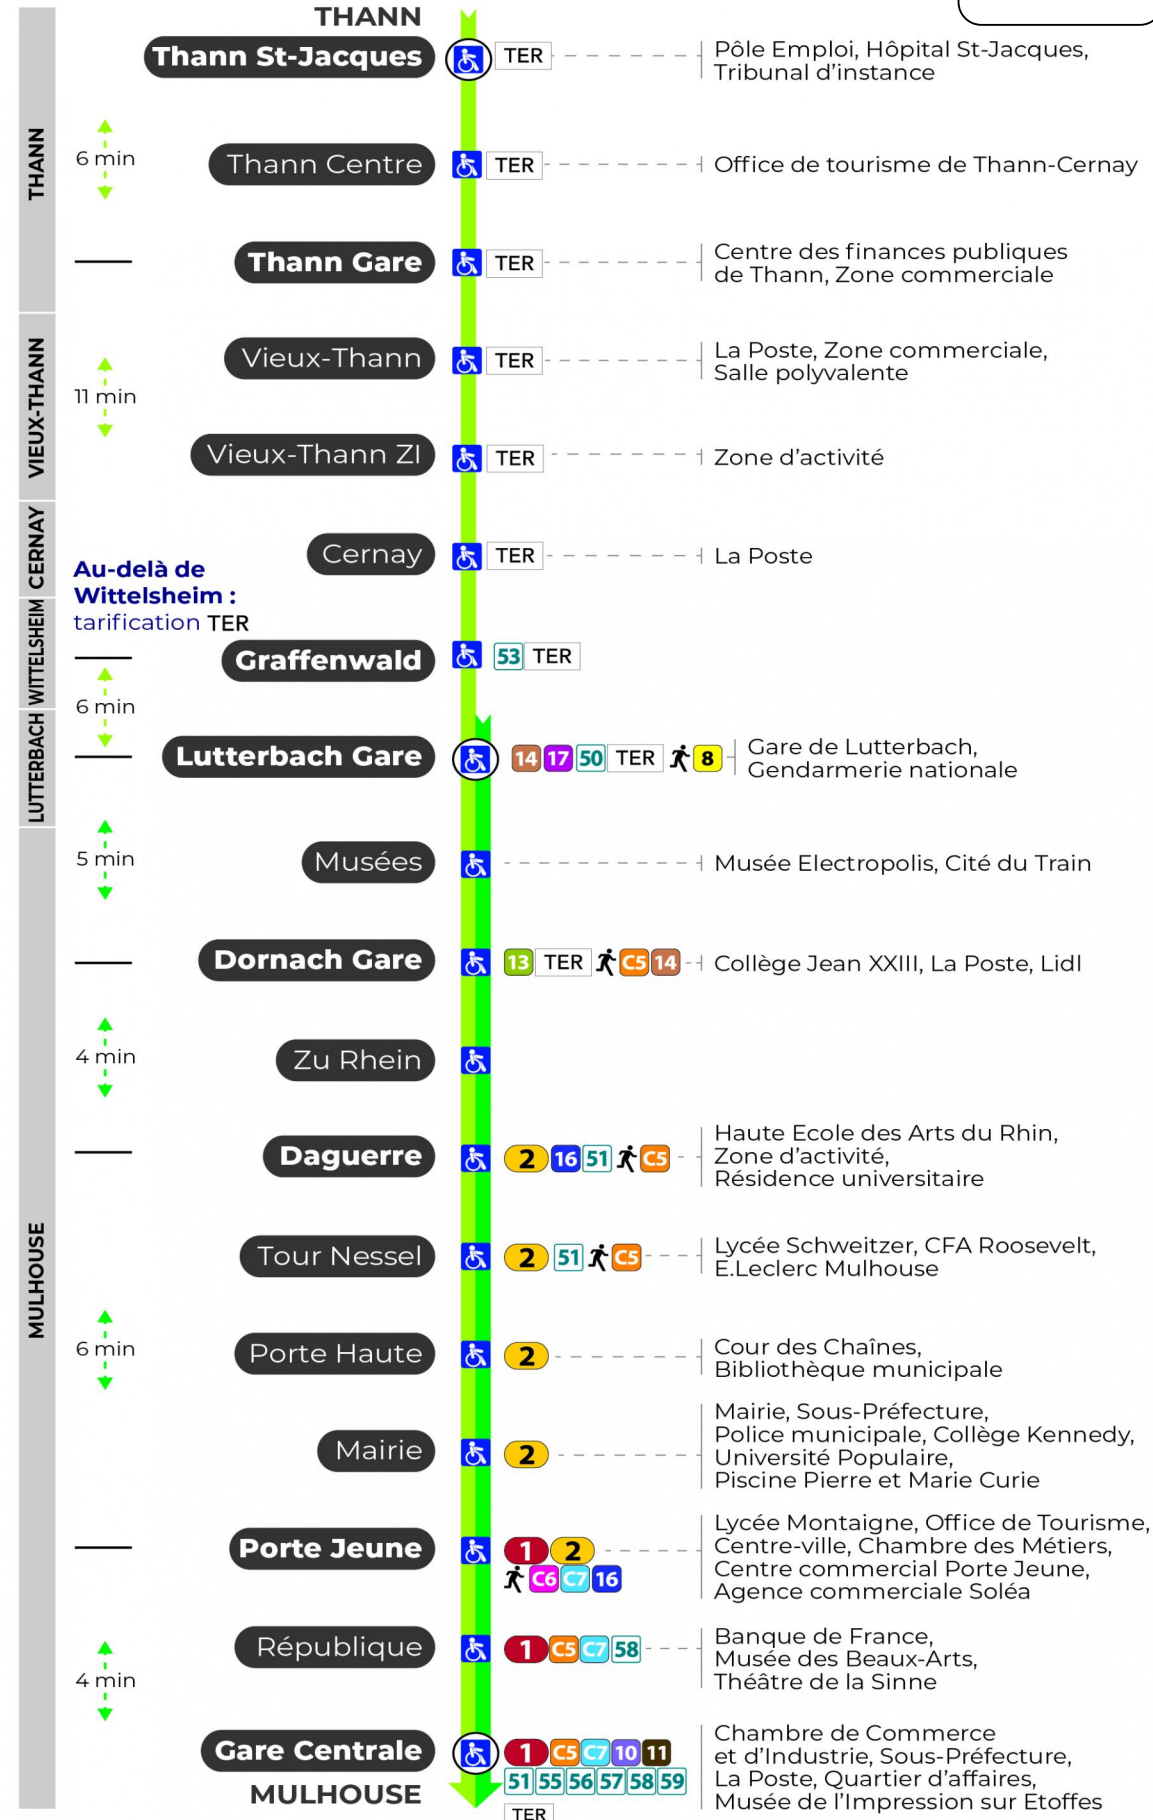 THANN
Thann St-Jacques TER Pôle Emploi, Hôpital St-Jacques,
Tribunal d'instance
THANN
6 min
Thann Centre TER Office de tourisme de Thann-Cernay
Thann Gare TER Centre des finances publiques
de Thann, Zone commerciale
VIEUX-THANN
Vieux-Thann TER La Poste, Zone commerciale,
Salle polyvalente
11 min
Vieux-Thann ZI TER Zone d'activité
CERNAY
Cernay TER La Poste
Au-delà de
Wittelsheim :
tarification TER
WITTELSHEIM
Graffenwald 53 TER
6 min
LUTTERBACH
Lutterbach Gare 14 17 50 TER 8 Gare de Lutterbach,
Gendarmerie nationale
MULHOUSE
5 min
Musées Musée Electropolis, Cité du Train
Dornach Gare 13 TER C5 14 Collège Jean XXIII, La Poste, Lidl
4 min
Zu Rhein
Daguerre 2 16 51 C5 Haute Ecole des Arts du Rhin,
Zone d'activité,
Résidence universitaire
Tour Nessel 2 51 C5 Lycée Schweitzer, CFA Roosevelt,
E.Leclerc Mulhouse
6 min
Porte Haute 2 Cour des Chaînes,
Bibliothèque municipale
Mairie 2 Mairie, Sous-Préfecture,
Police municipale, Collège Kennedy,
Université Populaire,
Piscine Pierre et Marie Curie
Porte Jeune 1 2 Lycée Montaigne, Office de Tourisme,
Centre-ville, Chambre des Métiers,
C6 C7 16 Centre commercial Porte Jeune,
Agence commerciale Soléa
République 1 C5 C7 58 Banque de France,
Musée des Beaux-Arts,
Théâtre de la Sinne
4 min
Gare Centrale 1 C5 C7 10 11 Chambre de Commerce
et d'Industrie, Sous-Préfecture,
MULHOUSE 51 55 56 57 58 59 La Poste, Quartier d'affaires,
Musée de l'Impression sur Etoffes
TER